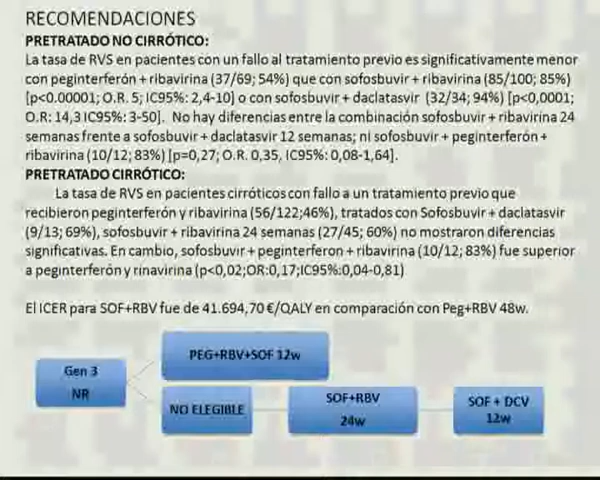 RECOMENDACIONES
PRETRATADO NO CIRRÓTICO:
La tasa de RVS en pacientes con un fallo al tratamiento previo es significativamente menor
con peginterferón + ribavirina (37/69; 54%) que con sofosbuvir + ribavirina (85/100; 85%)
[p<0.00001; O.R. 5; IC95%: 2,4-10] o con sofosbuvir + daclatasvir (32/34; 94%) [p<0,0001;
O.R: 14,3 IC95%: 3-50]. No hay diferencias entre la combinación sofosbuvir + ribavirina 24
semanas frente a sofosbuvir + daclatasvir 12 semanas; ni sofosbuvir + peginterferón +
ribavirina (10/12; 83%) [p=0,27; O.R. 0,35, IC95%: 0,08-1,64].
PRETRATADO CIRRÓTICO:
La tasa de RVS en pacientes cirróticos con fallo a un tratamiento previo que
recibieron peginterferón y ribavirina (56/122;46%), tratados con Sofosbuvir + daclatasvir
(9/13; 69%), sofosbuvir + ribavirina 24 semanas (27/45; 60%) no mostraron diferencias
significativas. En cambio, sofosbuvir + peginterferon + ribavirina (10/12; 83%) fue superior
a peginterferón y rinavirina (p<0,02;OR:0,17;IC95%:0,04-0,81)
El ICER para SOF+RBV fue de 41.694,70 €/QALY en comparación con Peg+RBV 48w.
PEG+RBV+SOF 12w
Gen 3
NR
NO ELEGIBLE
SOF+RBV
24w
SOF + DCV
12w